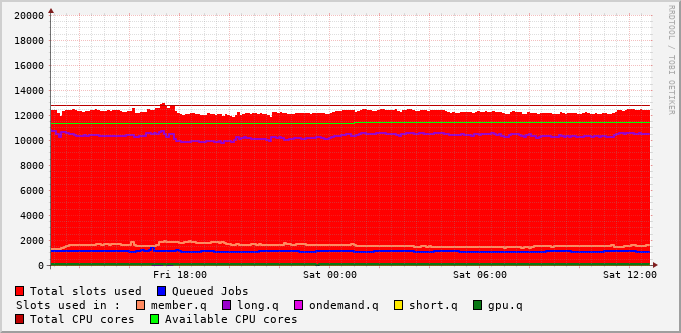 RRDTOOL / TOBI OETIKER
20000
18000
16000
14000
12000
10000
8000
6000
4000
2000
0
Fri 18:00 Sat 00:00 Sat 06:00 Sat 12:00
Total slots used Queued Jobs
Slots used in : member.q long.q ondemand.q short.q gpu.q
Total CPU cores Available CPU cores